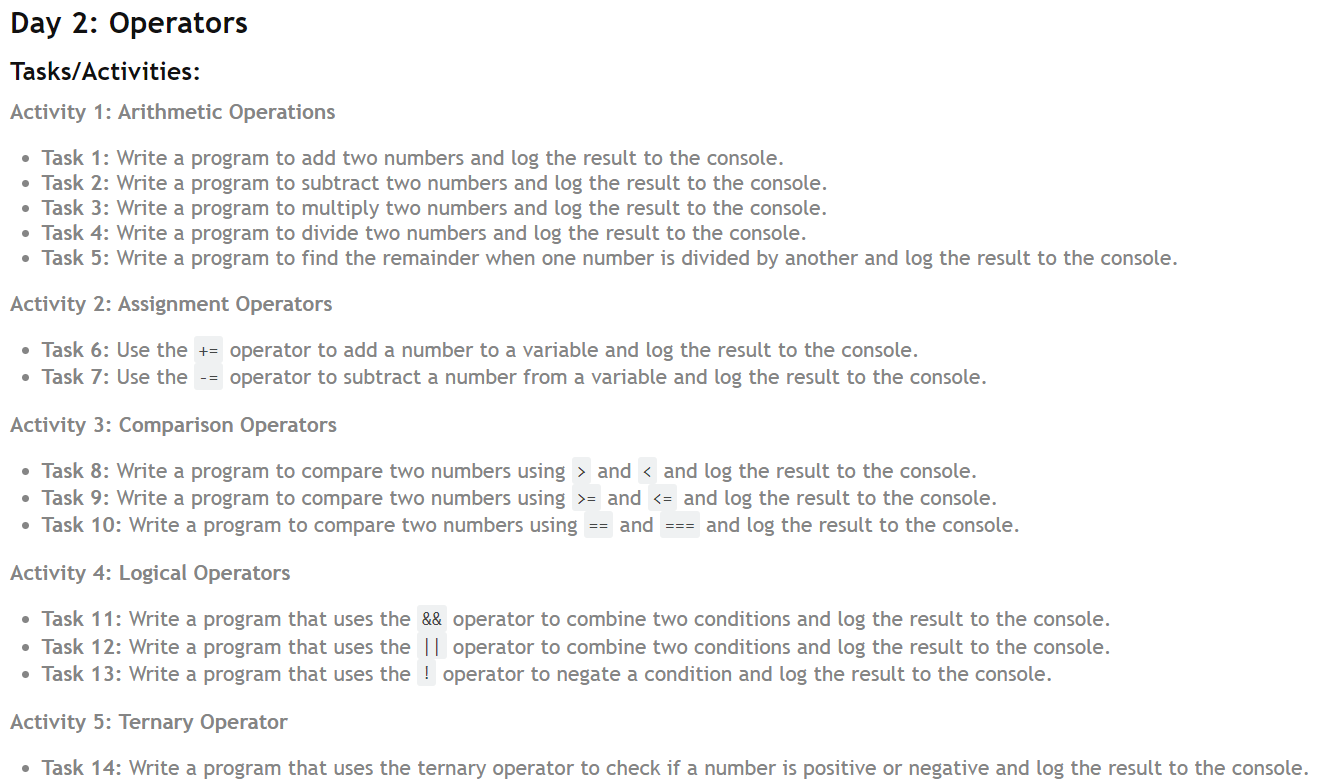 Day 2: Operators
Tasks/Activities:
Activity 1: Arithmetic Operations
• Task 1: Write a program to add two numbers and log the result to the console.
• Task 2: Write a program to subtract two numbers and log the result to the console.
• Task 3: Write a program to multiply two numbers and log the result to the console.
• Task 4: Write a program to divide two numbers and log the result to the console.
• Task 5: Write a program to find the remainder when one number is divided by another and log the result to the console.
Activity 2: Assignment Operators
• Task 6: Use the += operator to add a number to a variable and log the result to the console.
• Task 7: Use the -= operator to subtract a number from a variable and log the result to the console.
Activity 3: Comparison Operators
• Task 8: Write a program to compare two numbers using > and < and log the result to the console.
• Task 9: Write a program to compare two numbers using >= and <= and log the result to the console.
• Task 10: Write a program to compare two numbers using == and === and log the result to the console.
Activity 4: Logical Operators
• Task 11: Write a program that uses the && operator to combine two conditions and log the result to the console.
• Task 12: Write a program that uses the || operator to combine two conditions and log the result to the console.
• Task 13: Write a program that uses the ! operator to negate a condition and log the result to the console.
Activity 5: Ternary Operator
• Task 14: Write a program that uses the ternary operator to check if a number is positive or negative and log the result to the console.